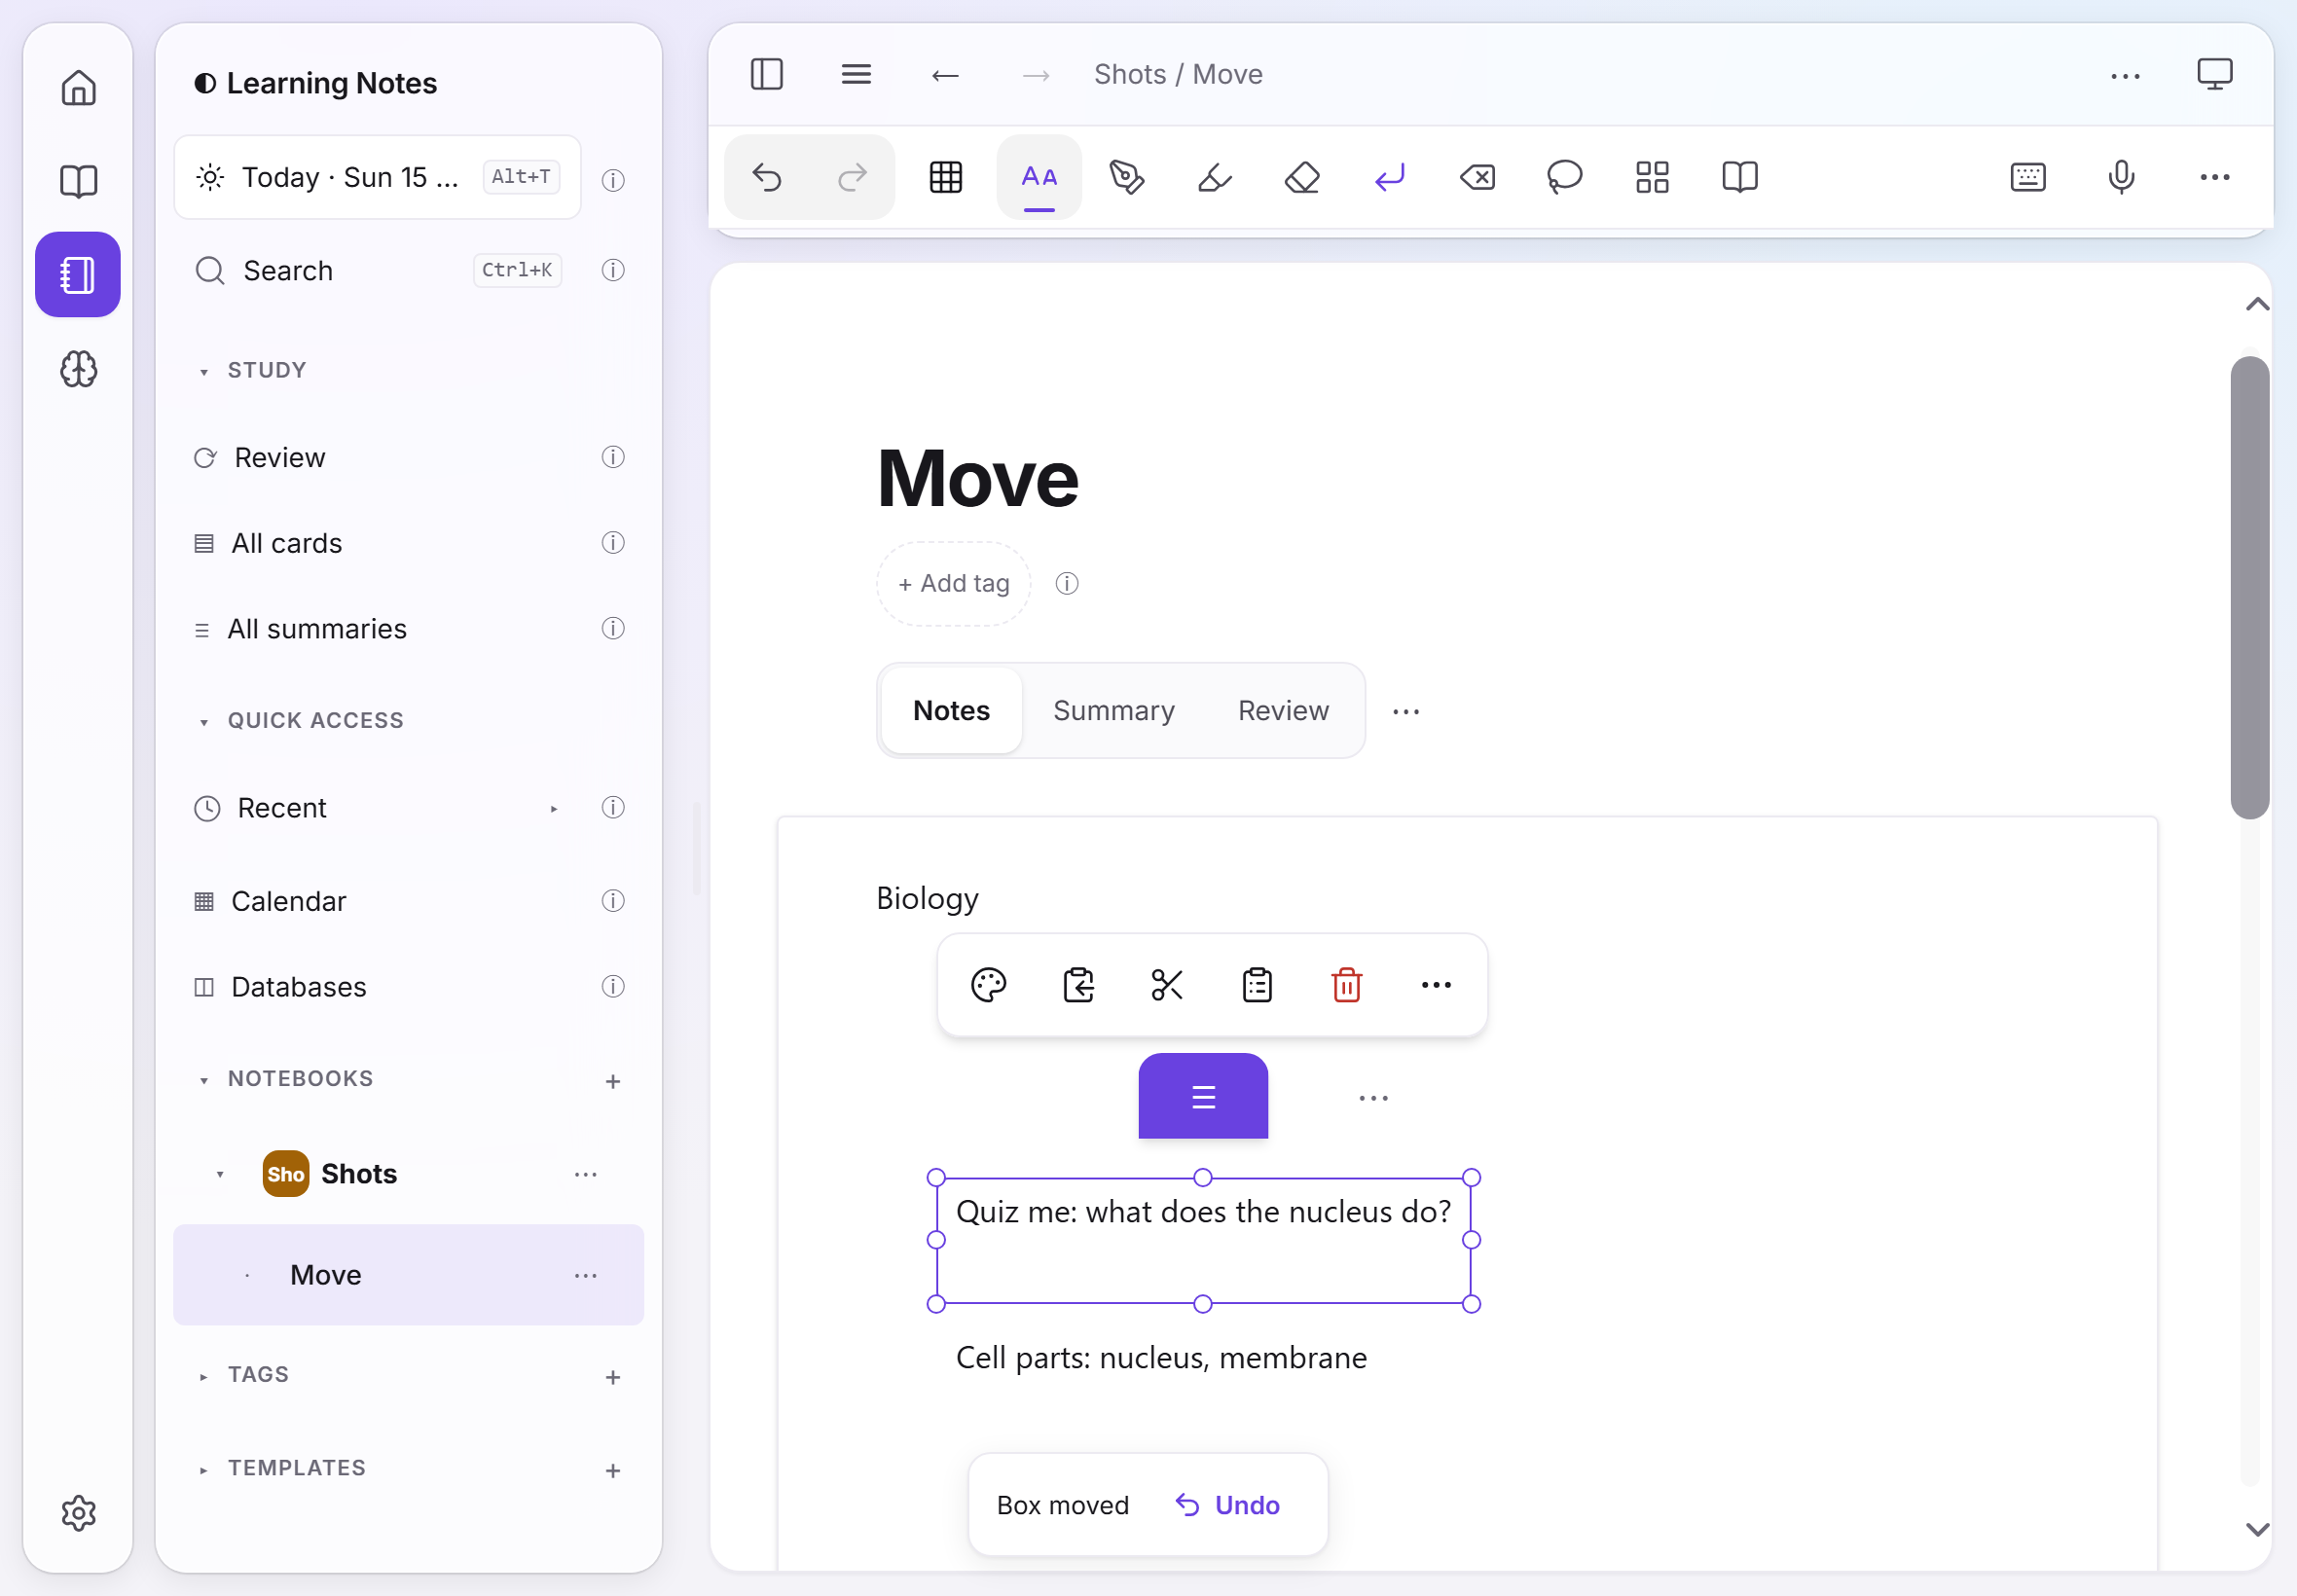 Learning Notes
Today · Sun 15 ... Alt+T
Search Ctrl+K
STUDY
Review
All cards
All summaries
QUICK ACCESS
Recent
Calendar
Databases
NOTEBOOKS
Sho Shots
Move
TAGS
TEMPLATES
Shots / Move
Move
+ Add tag
Notes Summary Review
Biology
Quiz me: what does the nucleus do?
Cell parts: nucleus, membrane
Box moved Undo